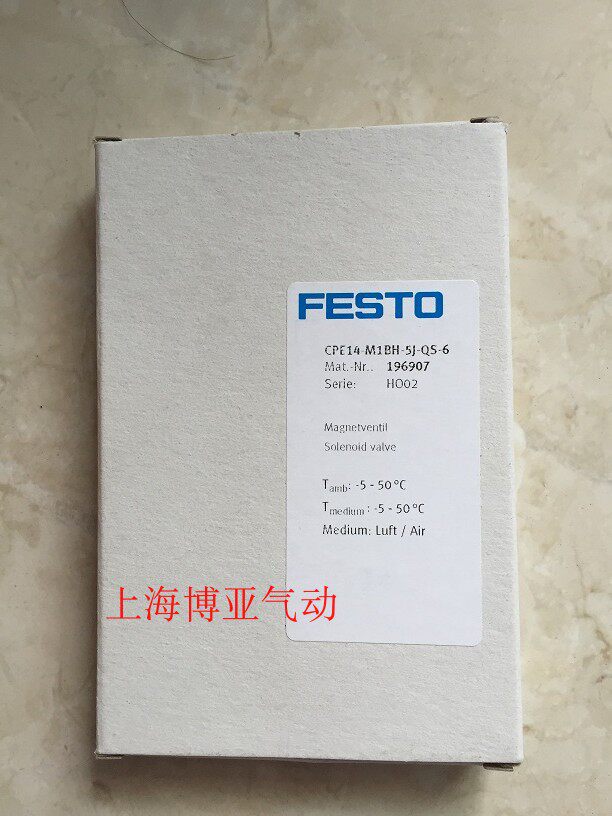 FESTO
CPE14-M1BH-5J-QS-6
Mat.-Nr.: 196907
Serie: HO02
Magnetventil
Solenoid valve
Tamb: -5 - 50 °C
Tmedium : -5 - 50 °C
Medium: Luft / Air
上海博亚气动